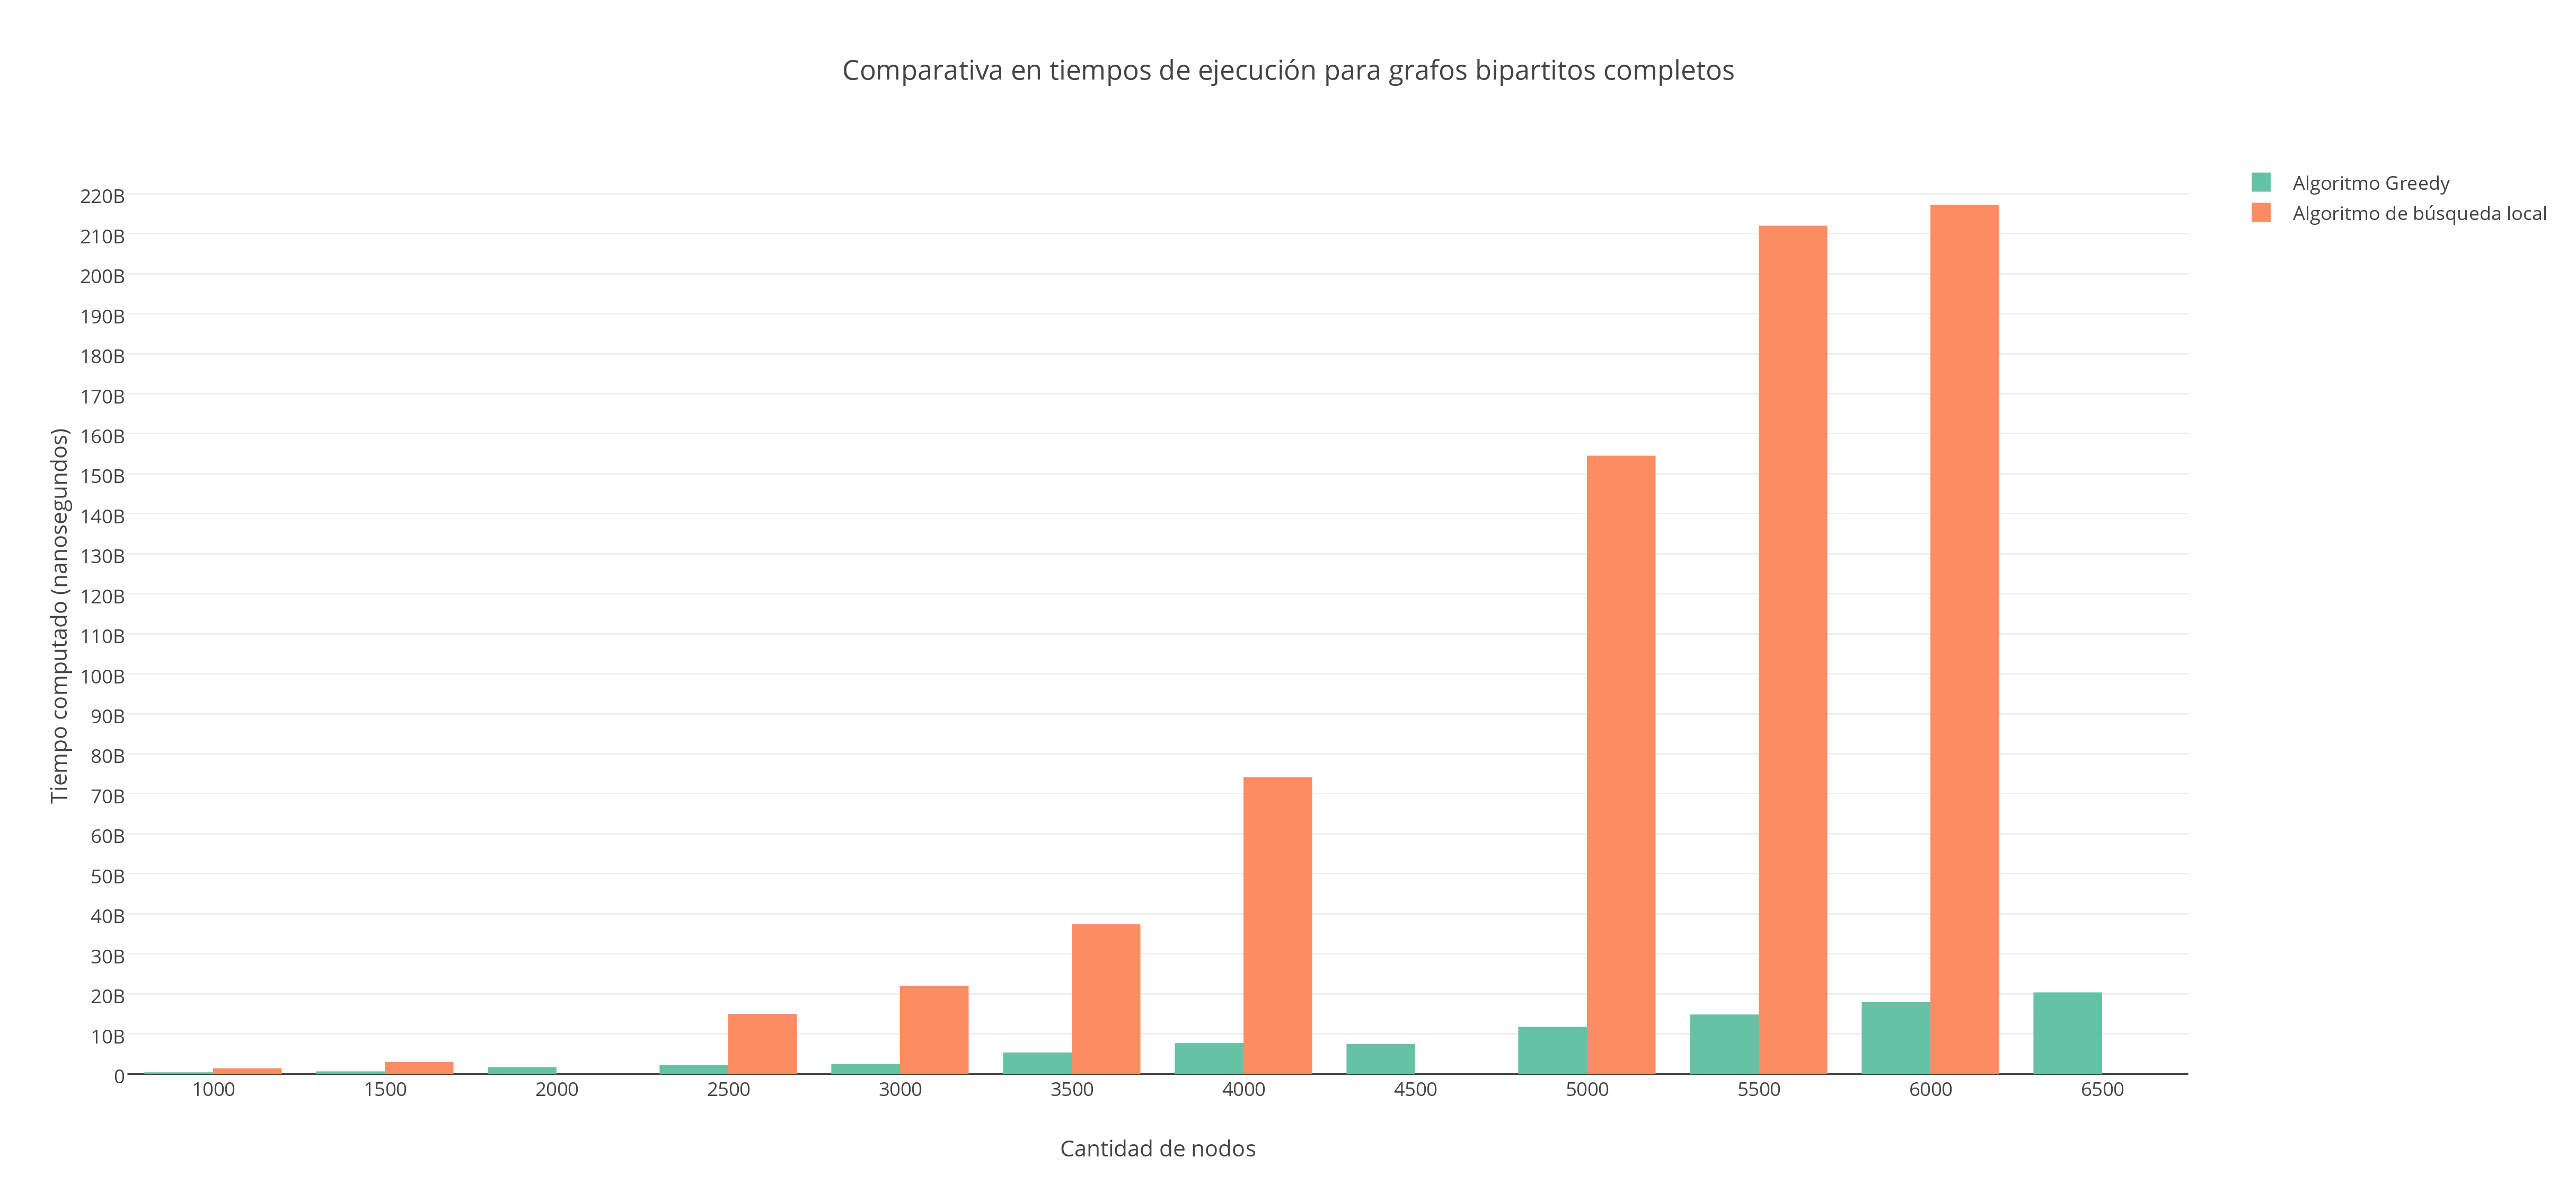 Comparativa en tiempos de ejecución para grafos bipartitos completos
Algoritmo Greedy
Algoritmo de búsqueda local
220B
210B
200B
190B
180B
170B
160B
150B
140B
130B
120B
110B
100B
90B
80B
70B
60B
50B
40B
30B
20B
10B
0
Tiempo computado (nanosegundos)
1000 1500 2000 2500 3000 3500 4000 4500 5000 5500 6000 6500
Cantidad de nodos